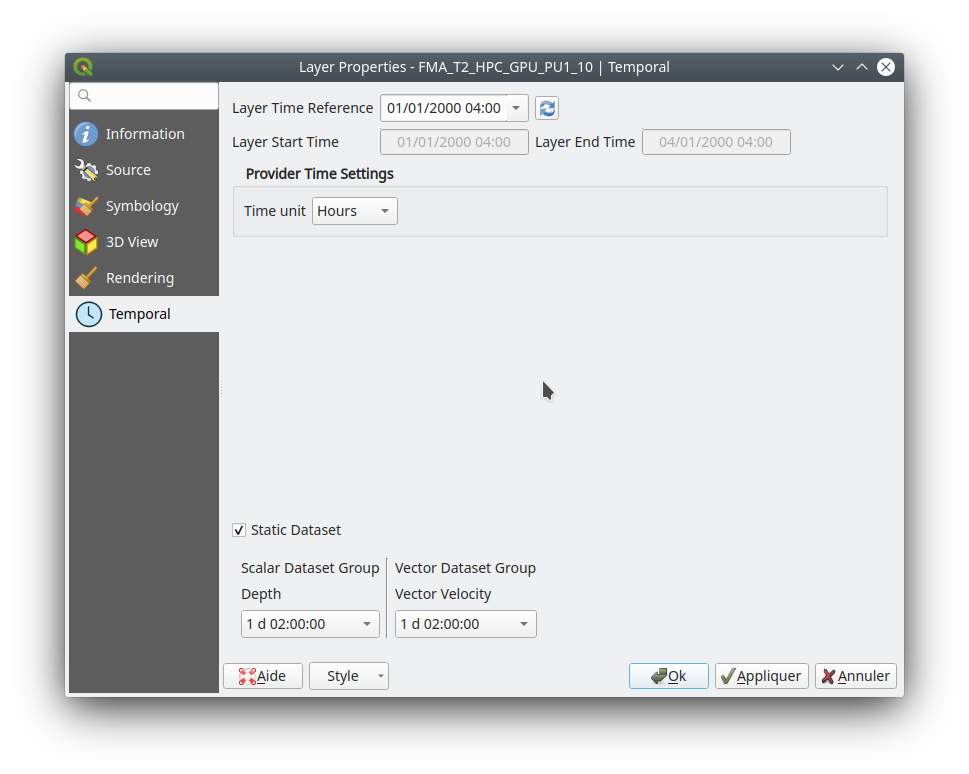 Layer Properties - FMA_T2_HPC_GPU_PU1_10 | Temporal
Information
Source
Symbology
3D View
Rendering
Temporal
Layer Time Reference 01/01/2000 04:00
Layer Start Time 01/01/2000 04:00 Layer End Time 04/01/2000 04:00
Provider Time Settings
Time unit Hours
Static Dataset
Scalar Dataset Group Vector Dataset Group
Depth Vector Velocity
1 d 02:00:00 1 d 02:00:00
Aide Style Ok Appliquer Annuler